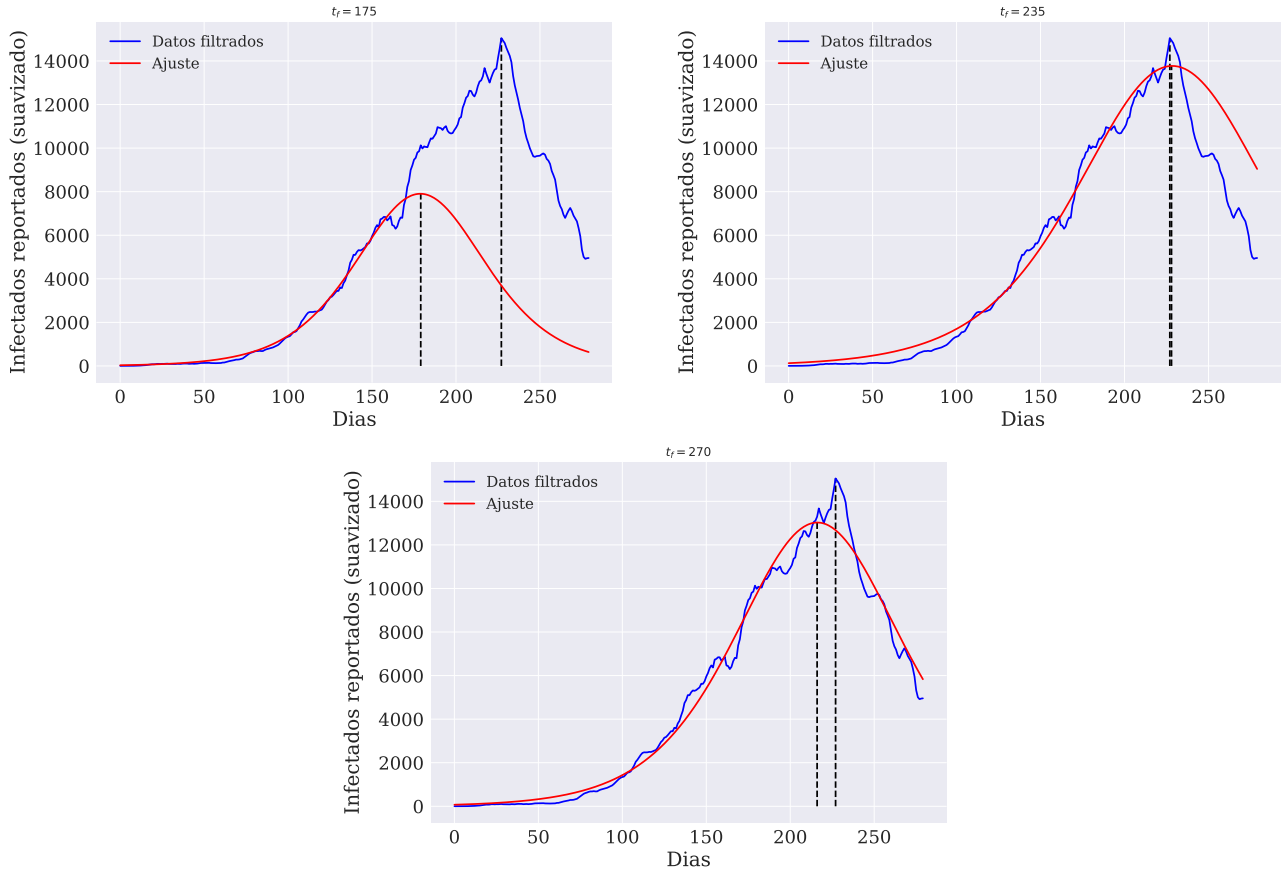 t_f = 175
Infectados reportados (suavizado)
14000
12000
10000
8000
6000
4000
2000
0
Datos filtrados
Ajuste
0 50 100 150 200 250
Dias
t_f = 235
Infectados reportados (suavizado)
14000
12000
10000
8000
6000
4000
2000
0
Datos filtrados
Ajuste
0 50 100 150 200 250
Dias
t_f = 270
Infectados reportados (suavizado)
14000
12000
10000
8000
6000
4000
2000
0
Datos filtrados
Ajuste
0 50 100 150 200 250
Dias